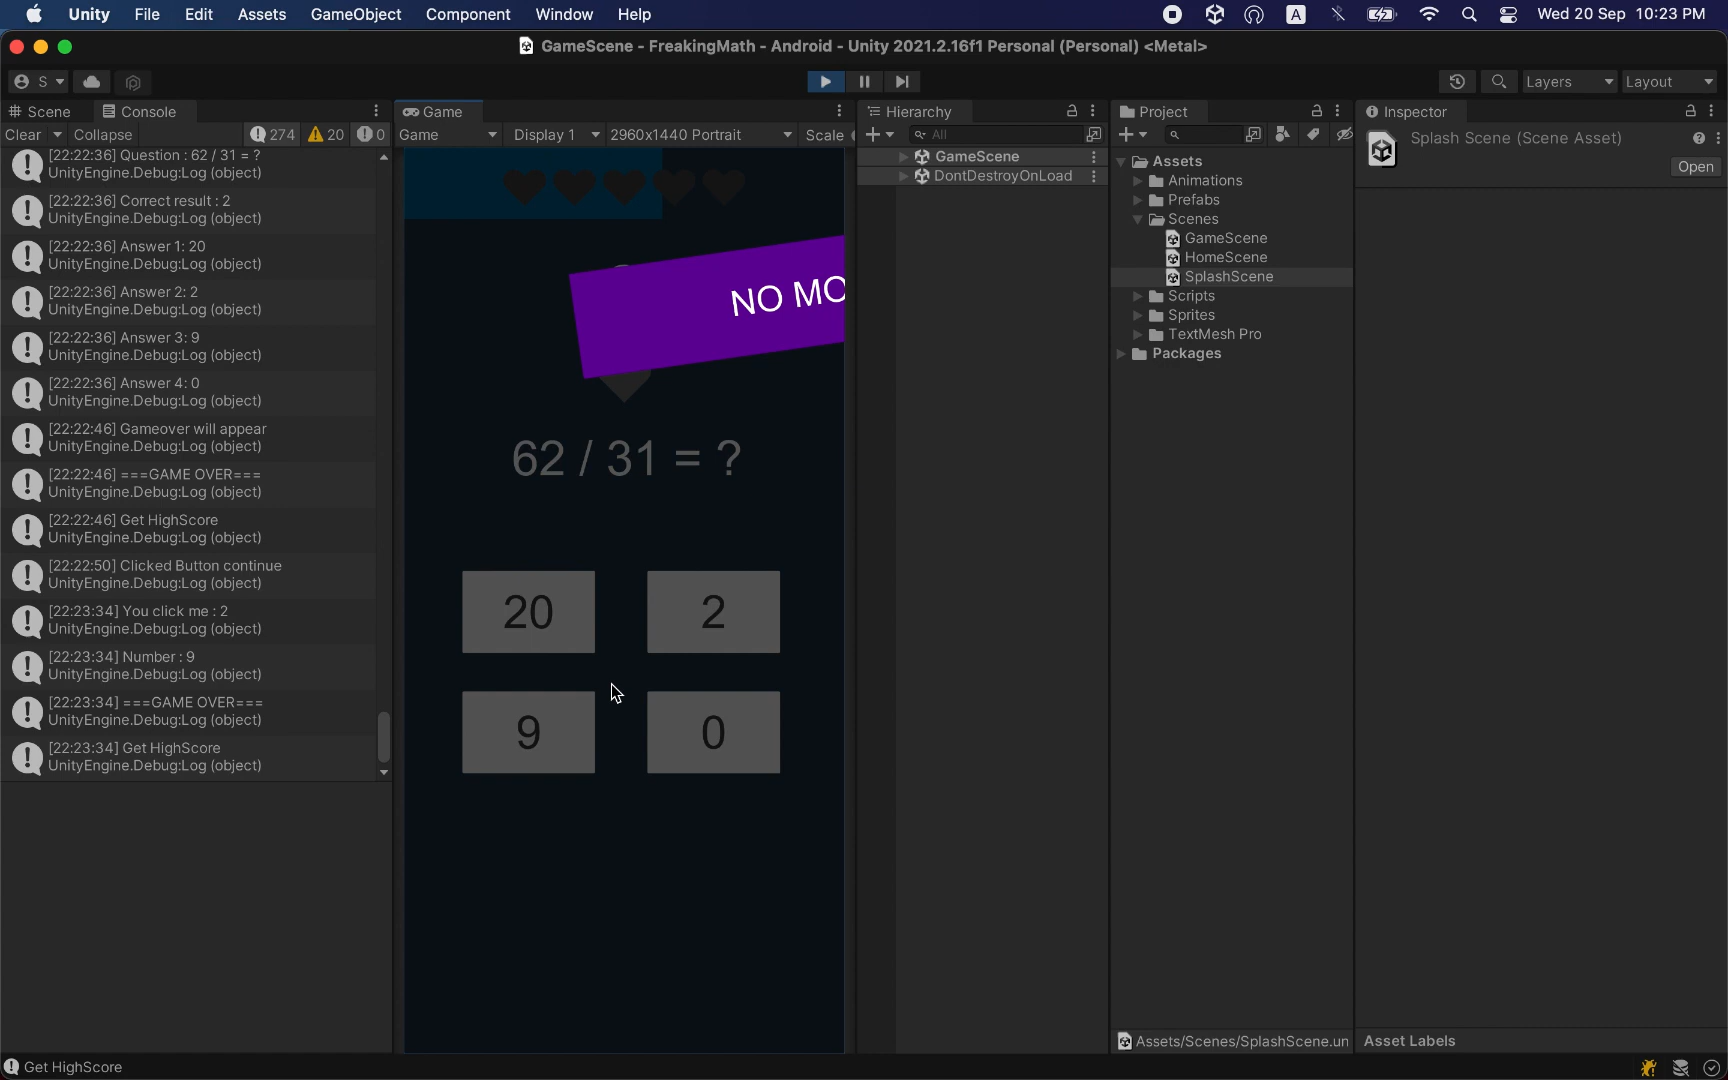 Unity File Edit Assets GameObject Component Window Help
A
Wed 20 Sep 10:23 PM
GameScene - FreakingMath - Android - Unity 2021.2.16f1 Personal (Personal) <Metal>
S
Layers
Layout
Scene
Console
Clear
Collapse
274
20
0
[22:22:36] Question : 62 / 31 = ?
UnityEngine.Debug:Log (object)
[22:22:36] Correct result : 2
UnityEngine.Debug:Log (object)
[22:22:36] Answer 1: 20
UnityEngine.Debug:Log (object)
[22:22:36] Answer 2: 2
UnityEngine.Debug:Log (object)
[22:22:36] Answer 3: 9
UnityEngine.Debug:Log (object)
[22:22:36] Answer 4: 0
UnityEngine.Debug:Log (object)
[22:22:46] Gameover will appear
UnityEngine.Debug:Log (object)
[22:22:46] ===GAME OVER===
UnityEngine.Debug:Log (object)
[22:22:46] Get HighScore
UnityEngine.Debug:Log (object)
[22:22:50] Clicked Button continue
UnityEngine.Debug:Log (object)
[22:23:34] You click me : 2
UnityEngine.Debug:Log (object)
[22:23:34] Number : 9
UnityEngine.Debug:Log (object)
[22:23:34] ===GAME OVER===
UnityEngine.Debug:Log (object)
[22:23:34] Get HighScore
UnityEngine.Debug:Log (object)
Get HighScore
Game
Game
Display 1
2960x1440 Portrait
Scale
NO MO
62 / 31 = ?
20
2
9
0
Hierarchy
All
GameScene
DontDestroyOnLoad
Project
Assets
Animations
Prefabs
Scenes
GameScene
HomeScene
SplashScene
Scripts
Sprites
TextMesh Pro
Packages
Assets/Scenes/SplashScene.un
Inspector
Splash Scene (Scene Asset)
Open
Asset Labels